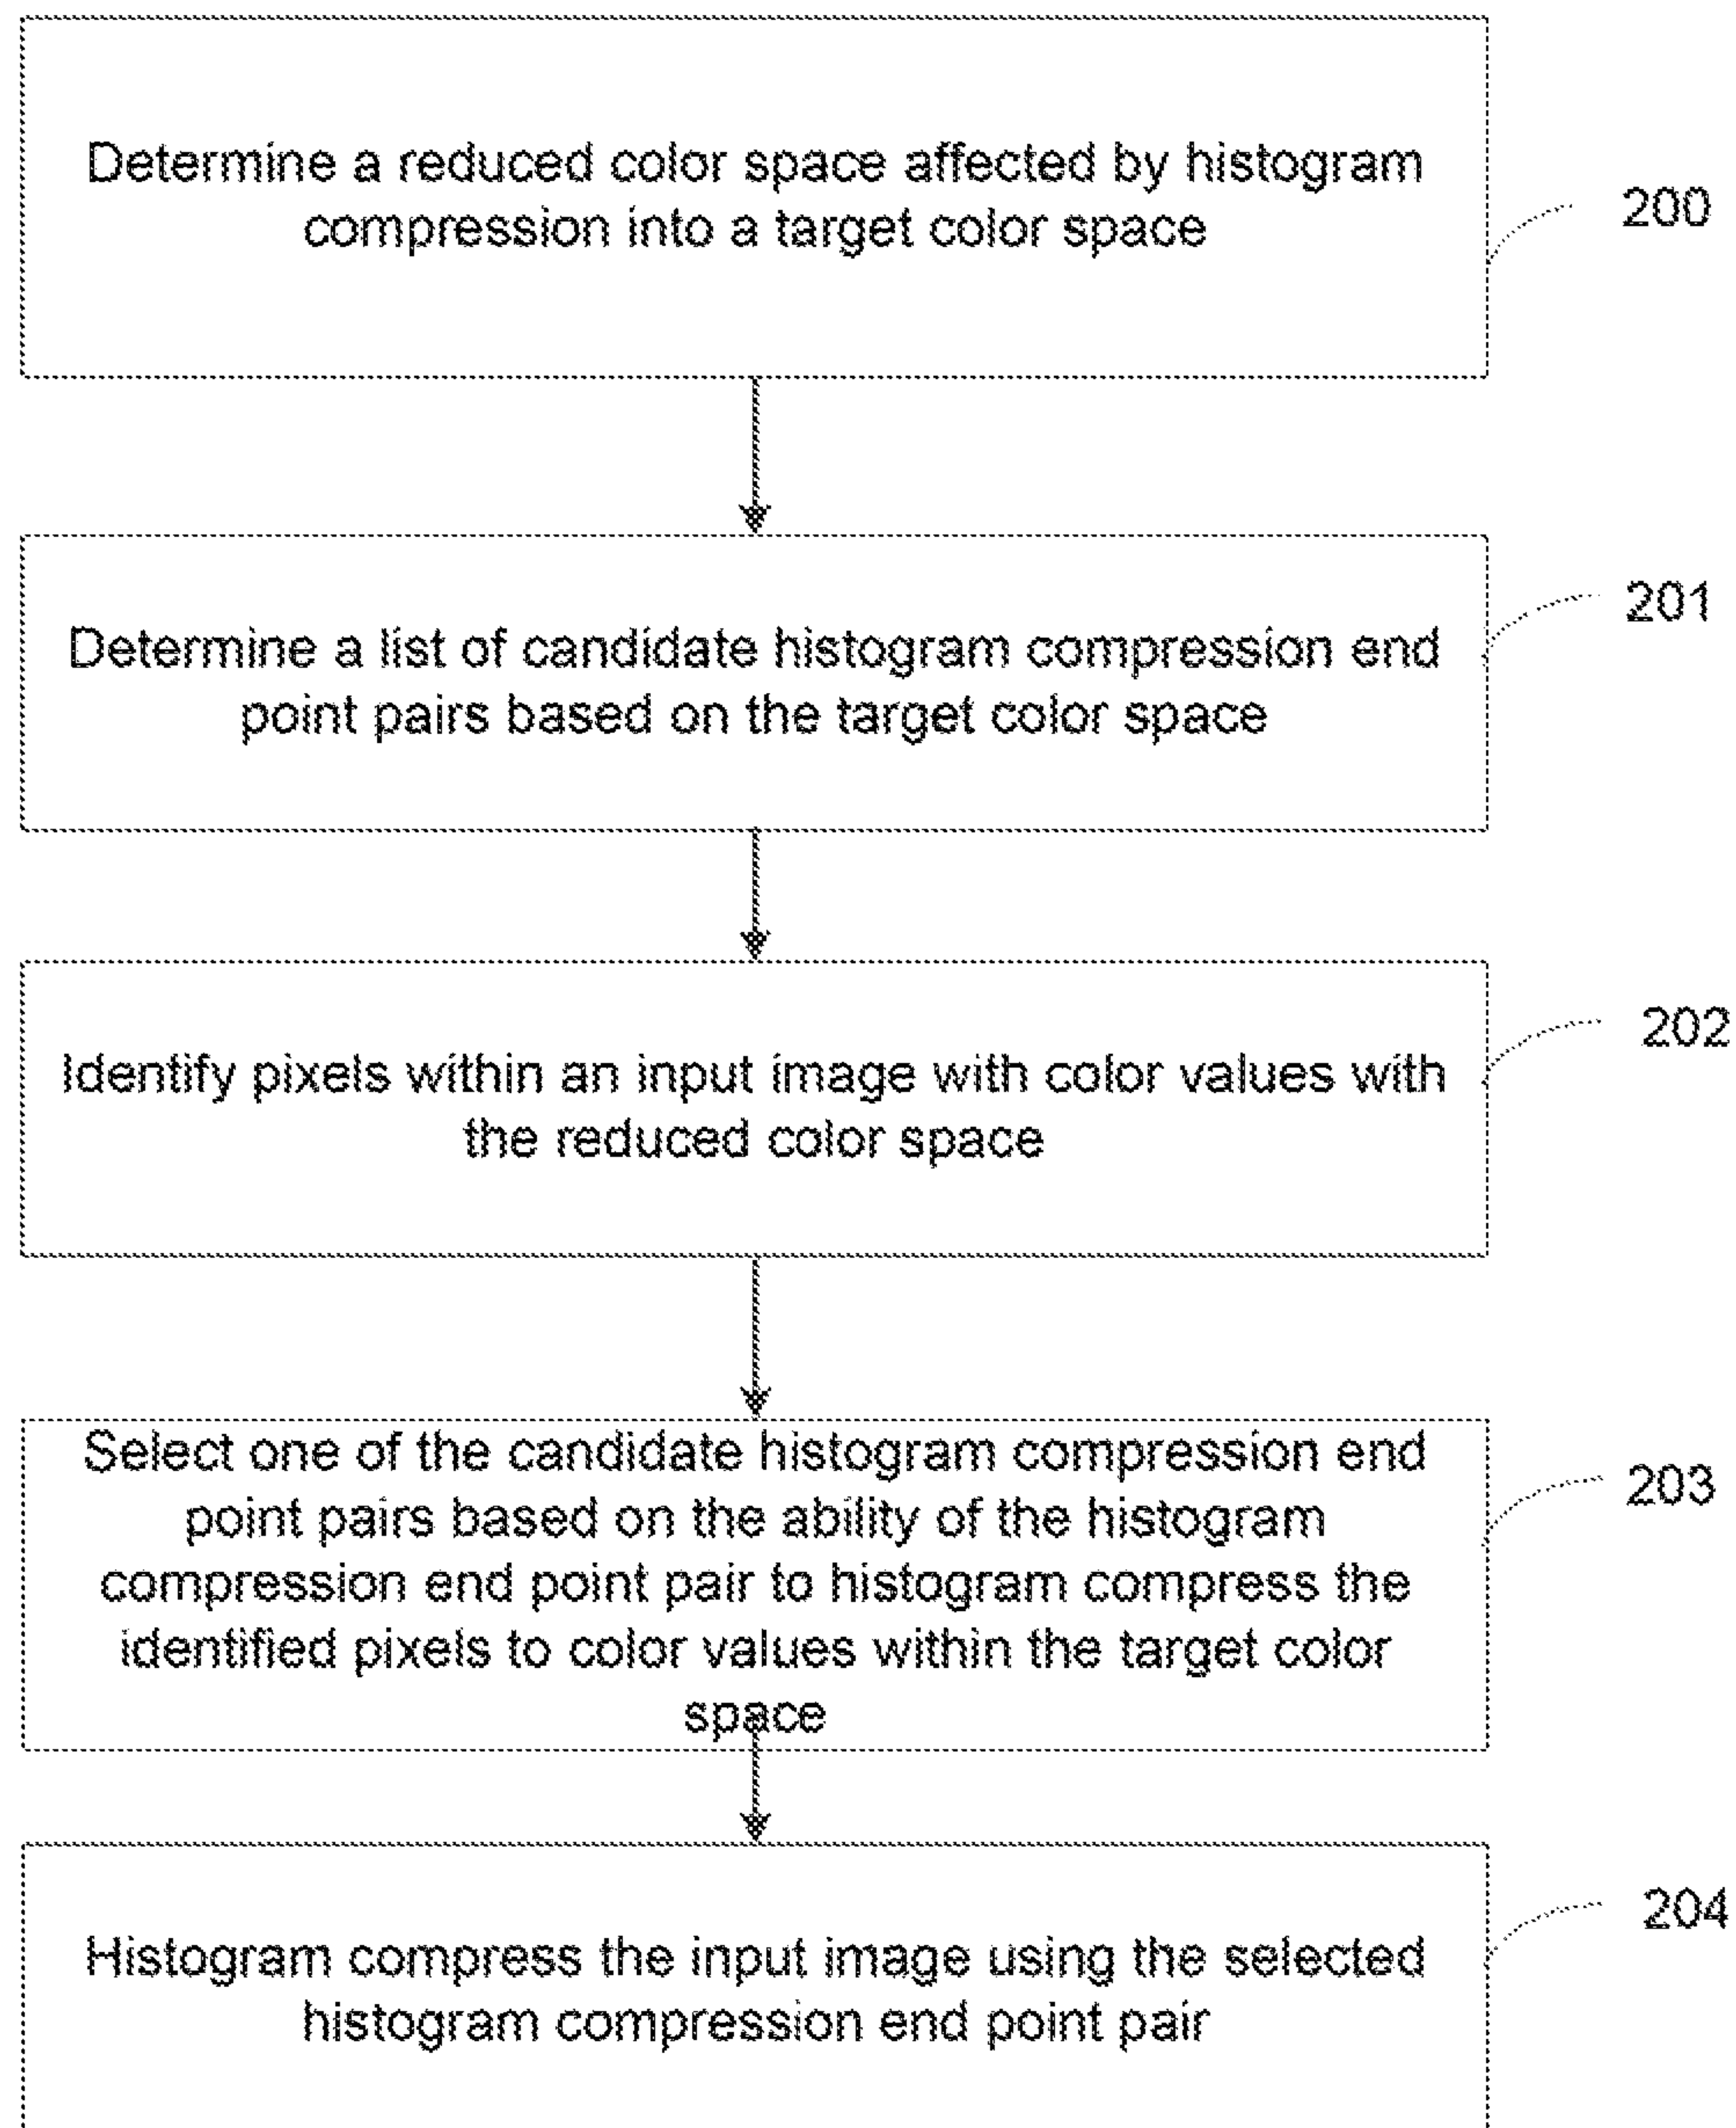 Determine a reduced color space affected by histogram
compression into a target color space
200
Determine a list of candidate histogram compression end
point pairs based on the target color space
201
Identify pixels within an input image with color values with
the reduced color space
202
Select one of the candidate histogram compression end
point pairs based on the ability of the histogram
compression end point pair to histogram compress the
identified pixels to color values within the target color
space
203
Histogram compress the input image using the selected
histogram compression end point pair
204